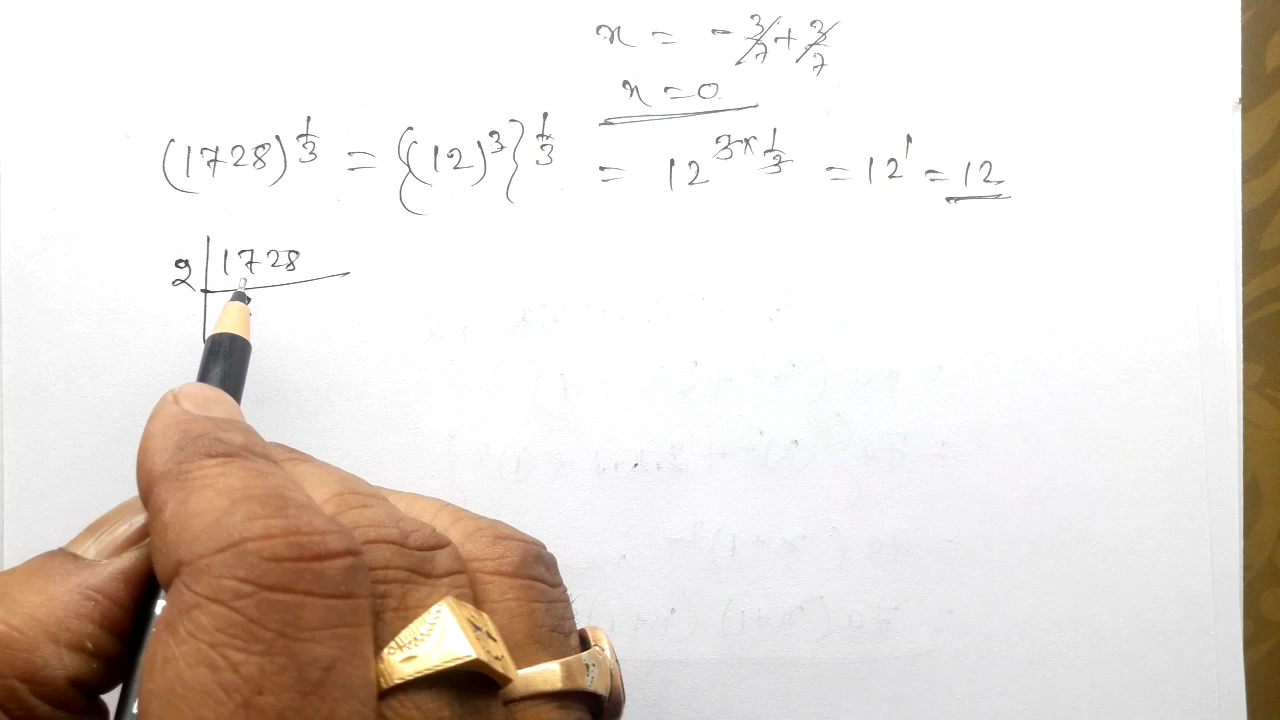 x = - 3/7 + 3/7
x = 0
(1728)^1/3 = {(12)^3}^1/3 = 12^3×1/3 = 12^1 = 12
2 | 1728